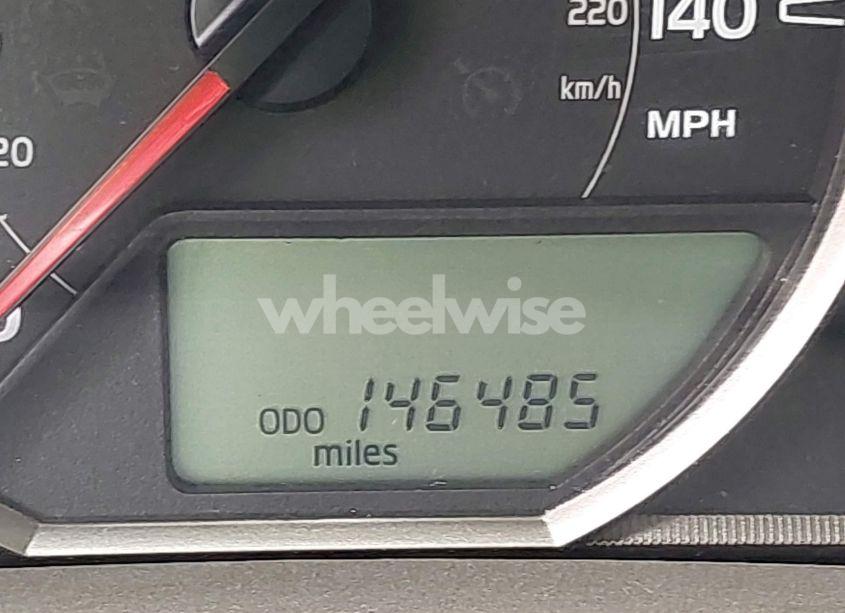 220 140
km/h
MPH
20
wheelwise
ODO 146485
miles